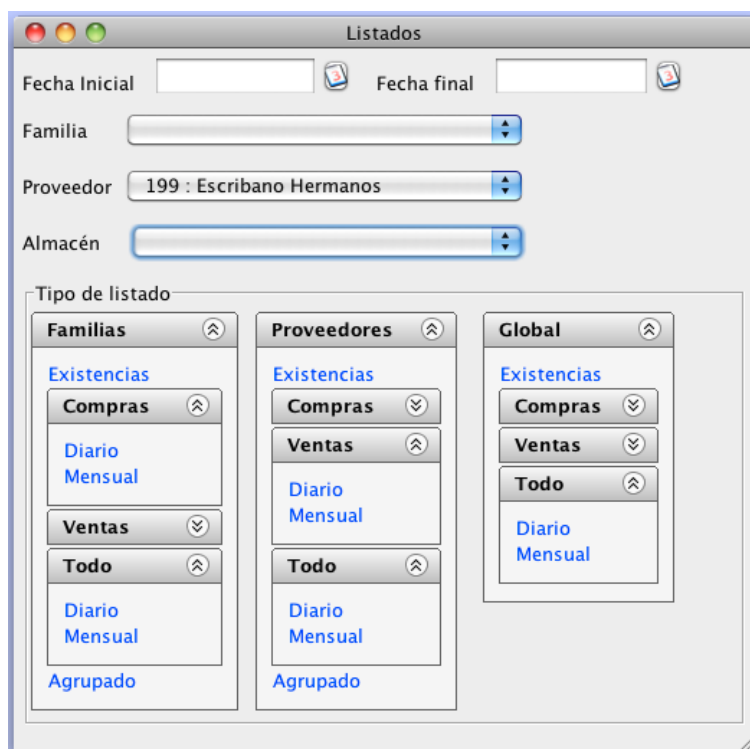 Listados
Fecha Inicial 3 Fecha final 3
Familia
Proveedor 199 : Escribano Hermanos
Almacén
Tipo de listado
Familias
Existencias
Compras
Diario
Mensual
Ventas
Todo
Diario
Mensual
Agrupado
Proveedores
Existencias
Compras
Ventas
Diario
Mensual
Todo
Diario
Mensual
Agrupado
Global
Existencias
Compras
Ventas
Todo
Diario
Mensual